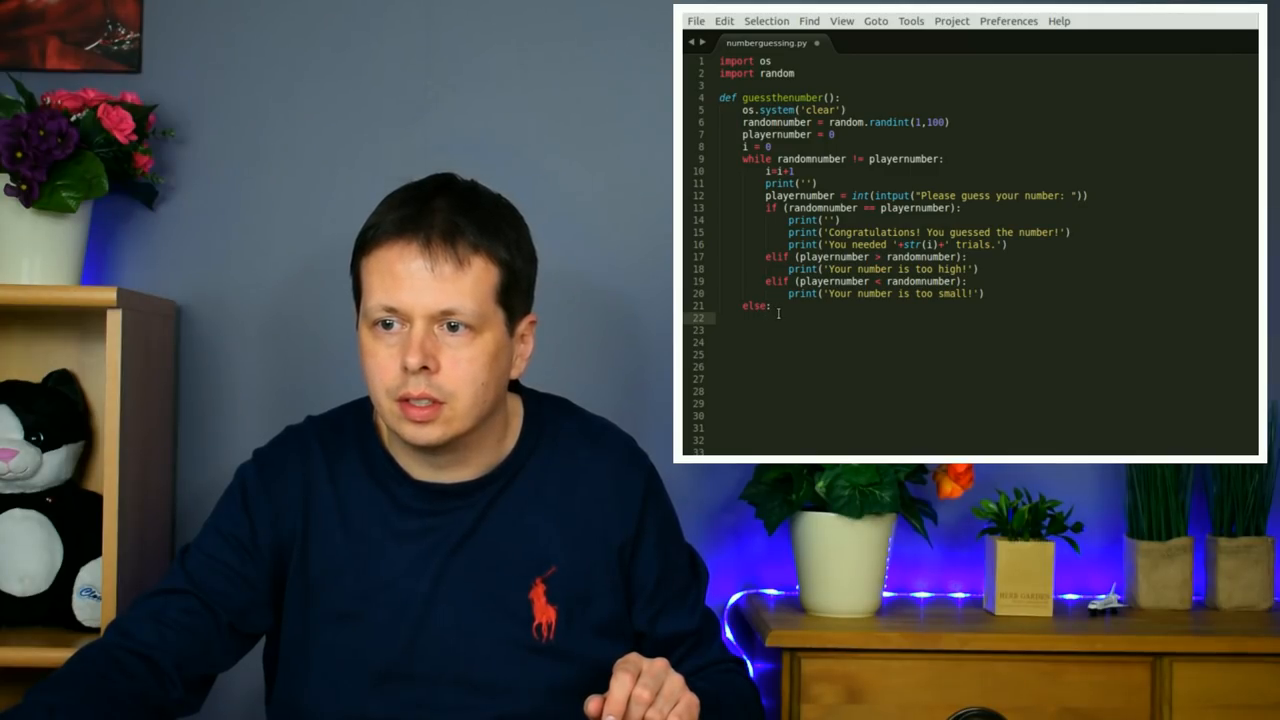 File Edit Selection Find View Goto Tools Project Preferences Help
numberguessing.py
1 import os
2 import random
3
4 def guessthenumber():
5 os.system('clear')
6 randomnumber = random.randint(1,100)
7 playernumber = 0
8 i = 0
9 while randomnumber != playernumber:
10 i=i+1
11 print('')
12 playernumber = int(intput("Please guess your number: "))
13 if (randomnumber == playernumber):
14 print('')
15 print('Congratulations! You guessed the number!')
16 print('You needed '+str(i)+' trials.')
17 elif (playernumber > randomnumber):
18 print('Your number is too high!')
19 elif (playernumber < randomnumber):
20 print('Your number is too small!')
21 else:
22
23
24
25
26
27
28
29
30
31
32
33
HERB GARDEN